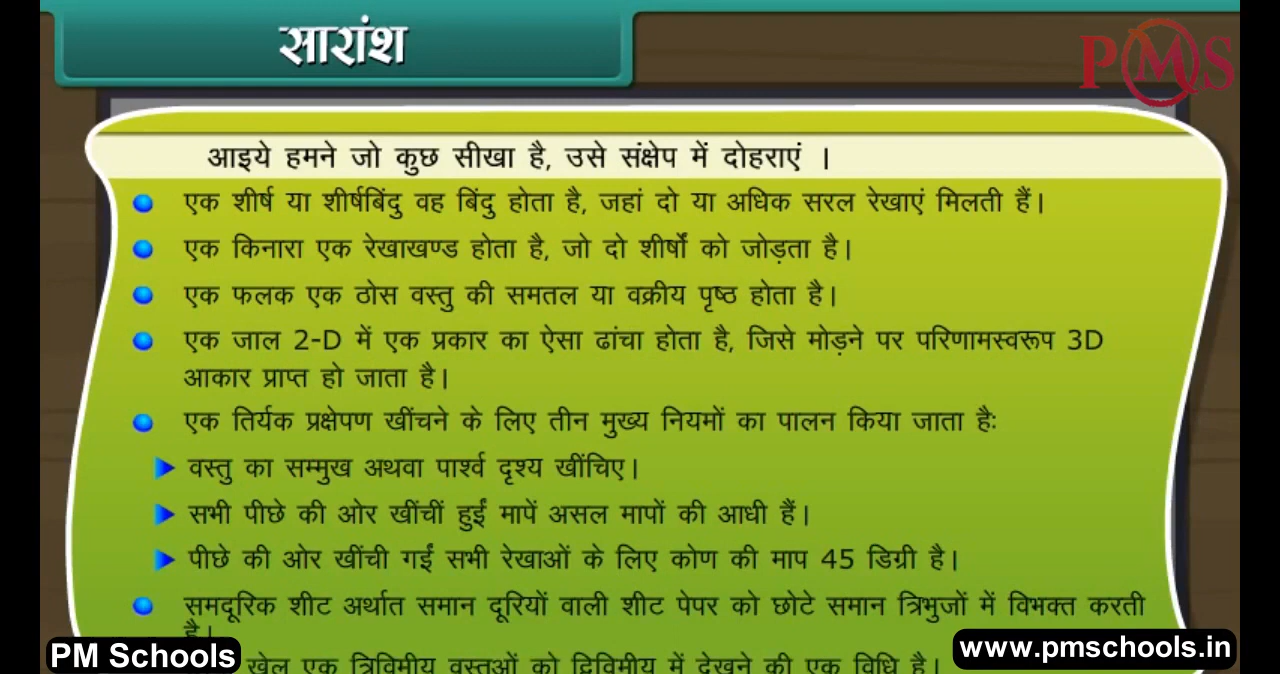 सारांश
PMS
आइये हमने जो कुछ सीखा है, उसे संक्षेप में दोहराएं ।
एक शीर्ष या शीर्षबिंदु वह बिंदु होता है, जहां दो या अधिक सरल रेखाएं मिलती हैं।
एक किनारा एक रेखाखण्ड होता है, जो दो शीर्षों को जोड़ता है।
एक फलक एक ठोस वस्तु की समतल या वक्रीय पृष्ठ होता है।
एक जाल 2-D में एक प्रकार का ऐसा ढांचा होता है, जिसे मोड़ने पर परिणामस्वरूप 3D
आकार प्राप्त हो जाता है।
एक तिर्यक प्रक्षेपण खींचने के लिए तीन मुख्य नियमों का पालन किया जाता हैः
वस्तु का सम्मुख अथवा पार्श्व दृश्य खींचिए।
सभी पीछे की ओर खींचीं हुईं मापें असल मापों की आधी हैं।
पीछे की ओर खींची गईं सभी रेखाओं के लिए कोण की माप 45 डिग्री है।
समदूरिक शीट अर्थात समान दूरियों वाली शीट पेपर को छोटे समान त्रिभुजों में विभक्त करती
है।
खेल एक त्रिविमीय वस्तुओं को द्विविमीय में देखने की एक विधि है।
PM Schools
www.pmschools.in